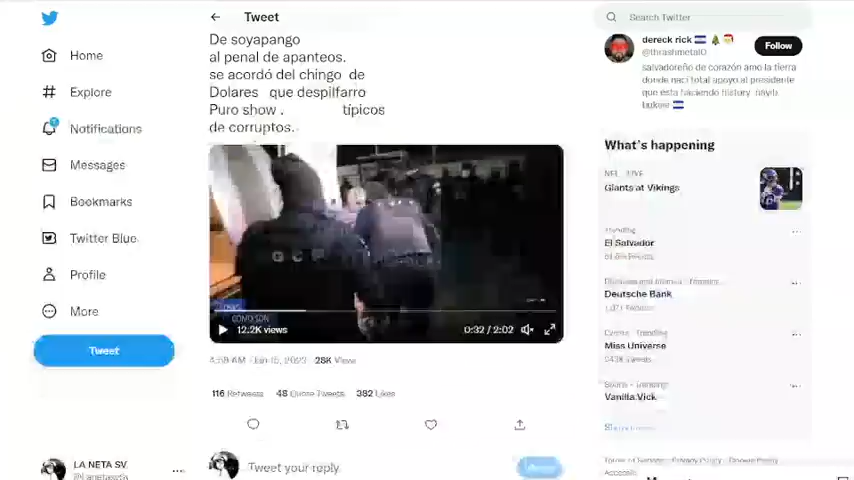 Tweet
Search Twitter
Home
Explore
Notifications
Messages
Bookmarks
Twitter Blue
Profile
More
Tweet
LA NETA SV.
De soyapango
al penal de apanteos.
se acordó del chingo de
Dolares que despilfarro
Puro show . típicos
de corruptos.
12.2K views
0:32 / 2:02
28K
116 Retweets 48 Quote Tweets 382 Likes
Tweet your reply
dereck rick
@thrashmetal0
Follow
salvadoreño de corazón amo la tierra
donde nací total apoyo al presidente
que esta haciendo history nayib
bukele
What's happening
Giants at Vikings
El Salvador
Deutsche Bank
Miss Universe
Vanilla Vick